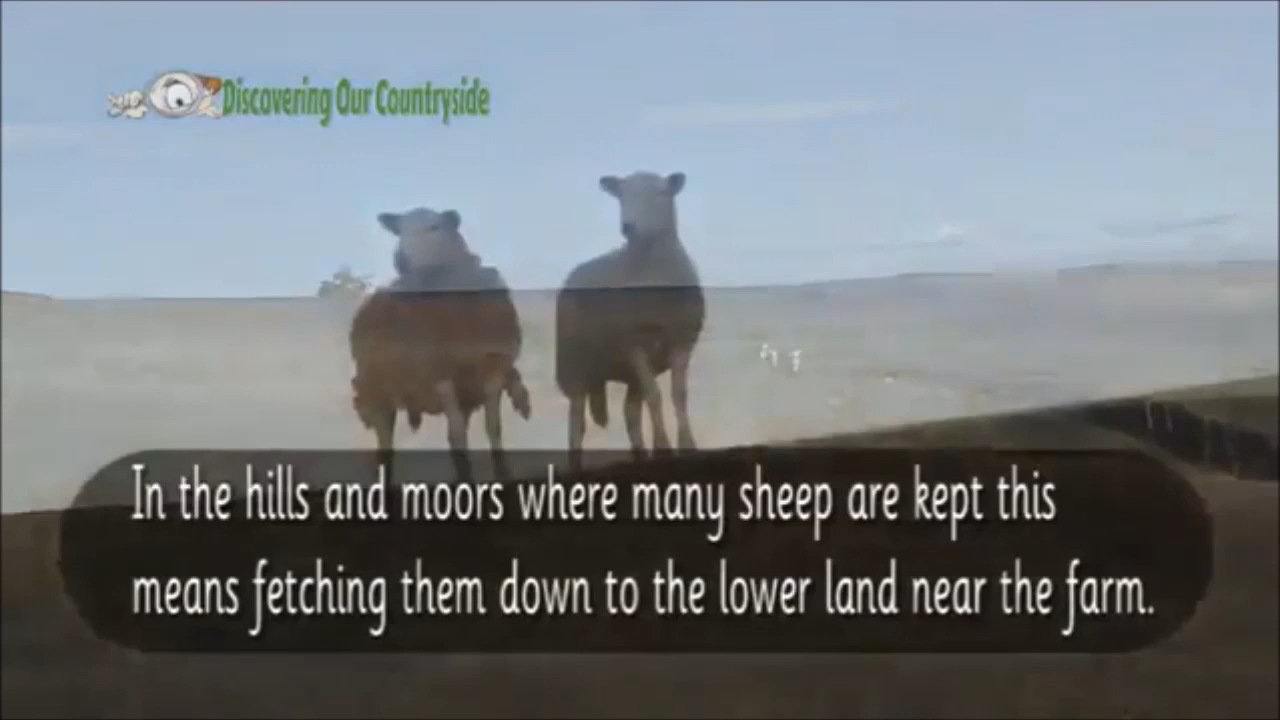 Discovering Our Countryside
In the hills and moors where many sheep are kept this
means fetching them down to the lower land near the farm.